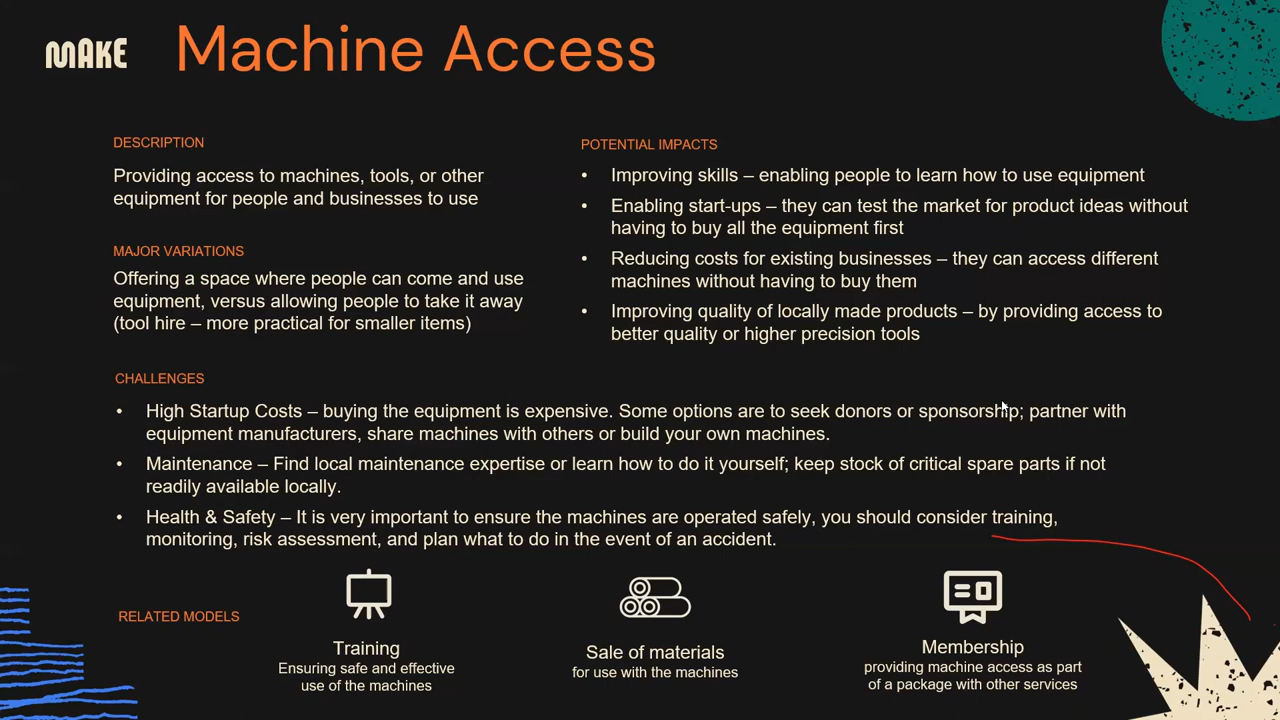 MAKE
Machine Access
DESCRIPTION
Providing access to machines, tools, or other
equipment for people and businesses to use
MAJOR VARIATIONS
Offering a space where people can come and use
equipment, versus allowing people to take it away
(tool hire – more practical for smaller items)
POTENTIAL IMPACTS
• Improving skills – enabling people to learn how to use equipment
• Enabling start-ups – they can test the market for product ideas without
having to buy all the equipment first
• Reducing costs for existing businesses – they can access different
machines without having to buy them
• Improving quality of locally made products – by providing access to
better quality or higher precision tools
CHALLENGES
• High Startup Costs – buying the equipment is expensive. Some options are to seek donors or sponsorship; partner with
equipment manufacturers, share machines with others or build your own machines.
• Maintenance – Find local maintenance expertise or learn how to do it yourself; keep stock of critical spare parts if not
readily available locally.
• Health & Safety – It is very important to ensure the machines are operated safely, you should consider training,
monitoring, risk assessment, and plan what to do in the event of an accident.
RELATED MODELS
Training
Ensuring safe and effective
use of the machines
Sale of materials
for use with the machines
Membership
providing machine access as part
of a package with other services